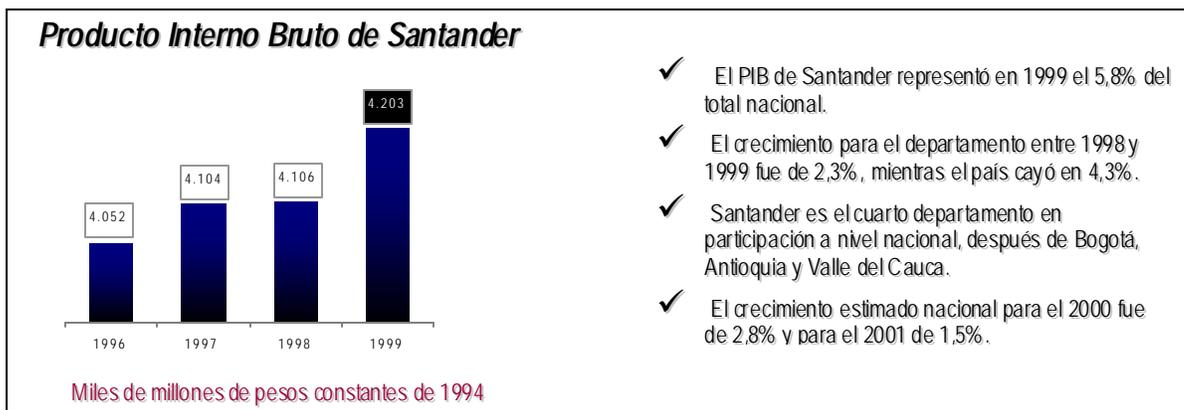 Producto Interno Bruto de Santander
4.052
4.104
4.106
4.203
1996
1997
1998
1999
Miles de millones de pesos constantes de 1994
El PIB de Santander representó en 1999 el 5,8% del
total nacional.
El crecimiento para el departamento entre 1998 y
1999 fue de 2,3%, mientras el país cayó en 4,3%.
Santander es el cuarto departamento en
participación a nivel nacional, después de Bogotá,
Antioquia y Valle del Cauca.
El crecimiento estimado nacional para el 2000 fue
de 2,8% y para el 2001 de 1,5%.